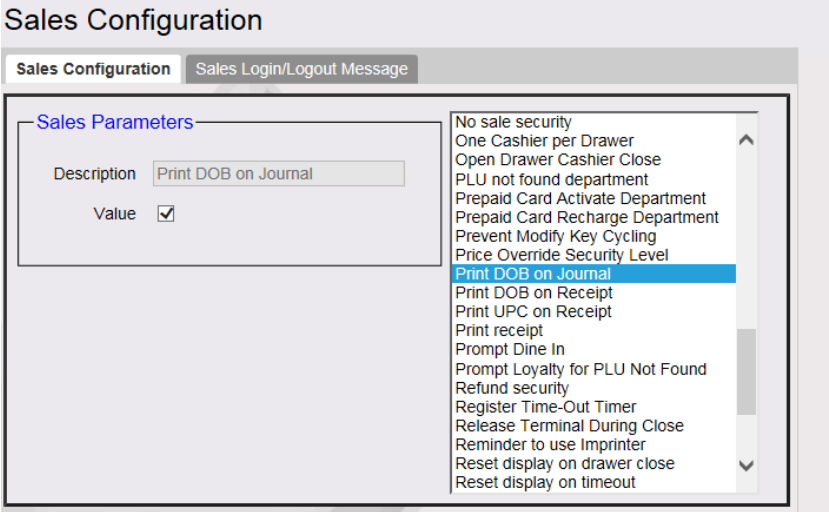 Sales Configuration
Sales Configuration
Sales Login/Logout Message
Sales Parameters
Description
Print DOB on Journal
Value
No sale security
One Cashier per Drawer
Open Drawer Cashier Close
PLU not found department
Prepaid Card Activate Department
Prepaid Card Recharge Department
Prevent Modify Key Cycling
Price Override Security Level
Print DOB on Journal
Print DOB on Receipt
Print UPC on Receipt
Print receipt
Prompt Dine In
Prompt Loyalty for PLU Not Found
Refund security
Register Time-Out Timer
Release Terminal During Close
Reminder to use Imprinter
Reset display on drawer close
Reset display on timeout